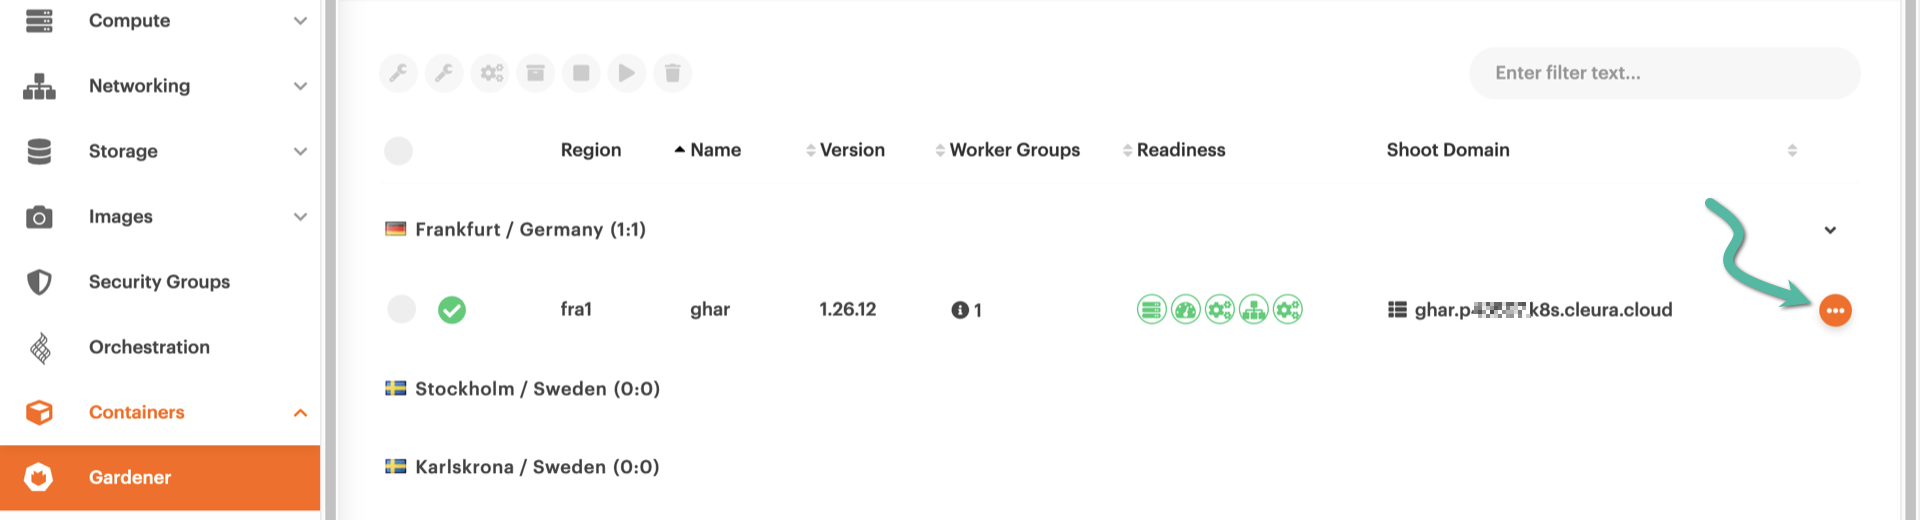 Compute
Networking
Storage
Images
Security Groups
Orchestration
Containers
Gardener
Enter filter text...
Region Name Version Worker Groups Readiness Shoot Domain
Frankfurt / Germany (1:1)
fra1 ghar 1.26.12 1 ghar.p k8s.cleura.cloud
Stockholm / Sweden (0:0)
Karlskrona / Sweden (0:0)